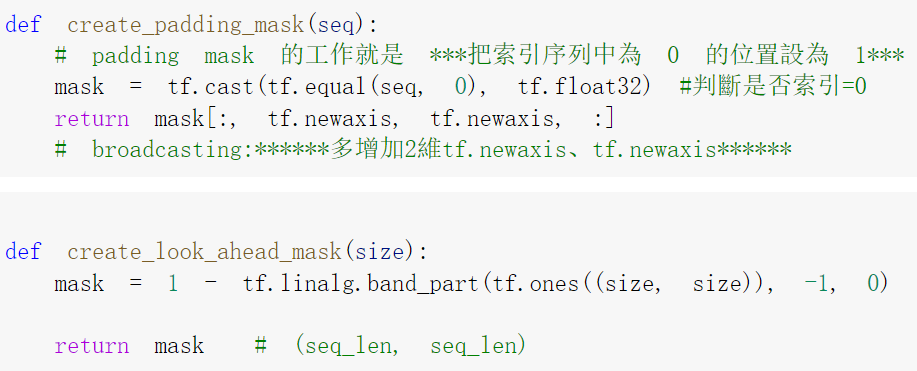 def create_padding_mask(seq):
    # padding mask 的工作就是 ***把索引序列中為 0 的位置設為 1***
    mask = tf.cast(tf.equal(seq, 0), tf.float32) #判斷是否索引=0
    return mask[:, tf.newaxis, tf.newaxis, :]
    # broadcasting:******多增加2維tf.newaxis、tf.newaxis******
def create_look_ahead_mask(size):
    mask = 1 - tf.linalg.band_part(tf.ones((size, size)), -1, 0)
    return mask # (seq_len, seq_len)